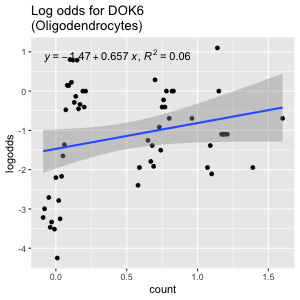 Log odds for DOK6
(Oligodendrocytes)
y = −1.47 + 0.657 x, R² = 0.06
1
0
-1
-2
-3
-4
logodds
0.0 0.5 1.0 1.5
count